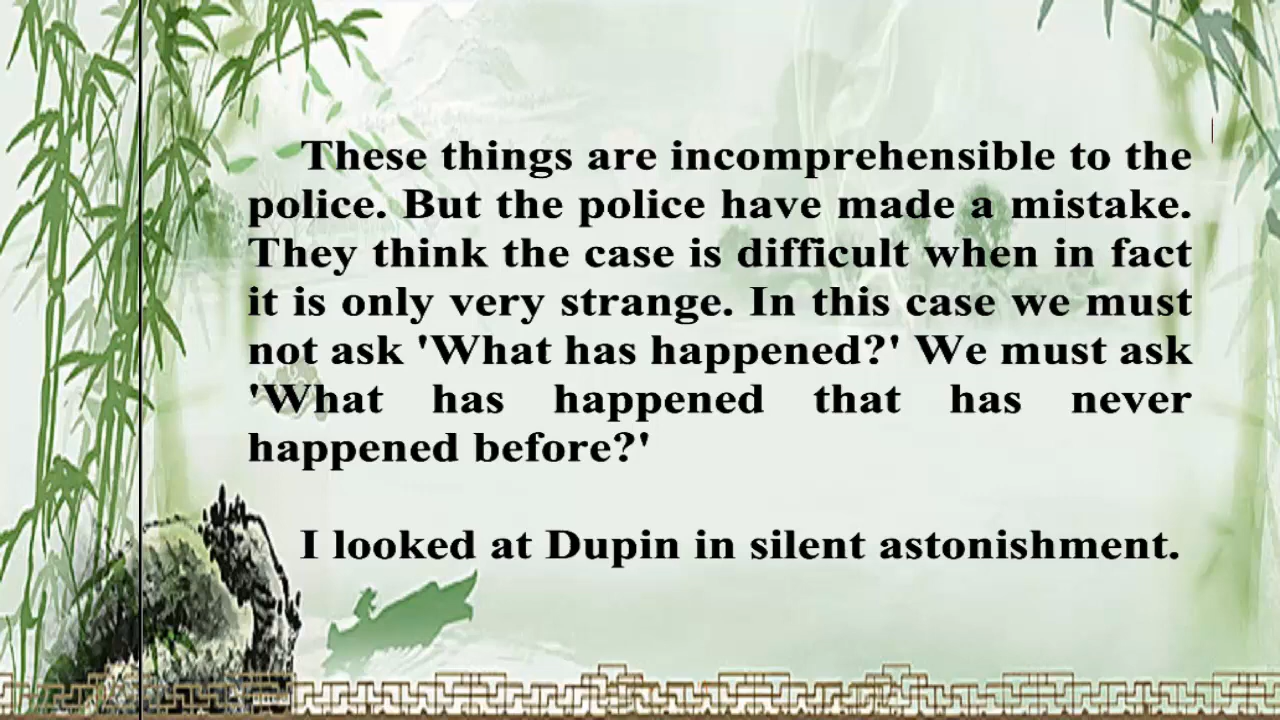 These things are incomprehensible to the
police. But the police have made a mistake.
They think the case is difficult when in fact
it is only very strange. In this case we must
not ask 'What has happened?' We must ask
'What has happened that has never
happened before?'
I looked at Dupin in silent astonishment.